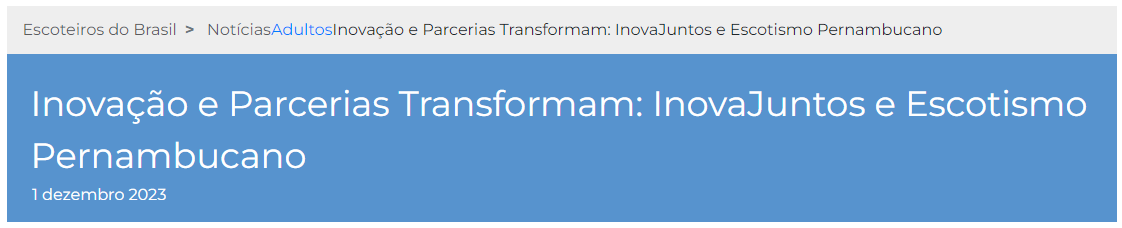 Escoteiros do Brasil > NotíciasAdultosInovação e Parcerias Transformam: InovaJuntos e Escotismo Pernambucano
Inovação e Parcerias Transformam: InovaJuntos e Escotismo
Pernambucano
1 dezembro 2023